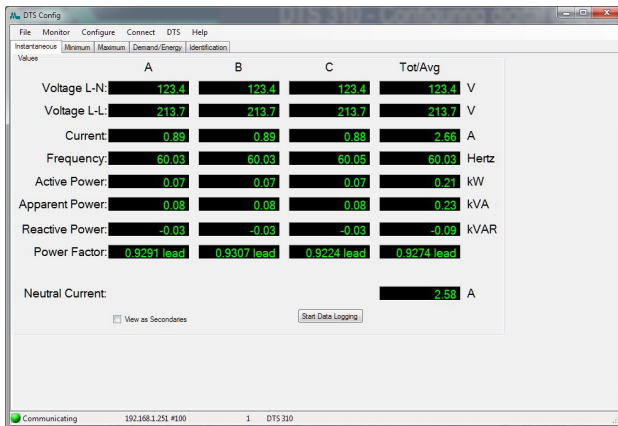 DTS Config
File Monitor Configure Connect DTS Help
Instantaneous Minimum Maximum Demand/Energy Identification
Values
A B C Tot/Avg
Voltage L-N: 123.4 123.4 123.4 123.4 V
Voltage L-L: 213.7 213.7 213.7 213.7 V
Current: 0.89 0.89 0.88 2.66 A
Frequency: 60.03 60.03 60.05 60.03 Hertz
Active Power: 0.07 0.07 0.07 0.21 kW
Apparent Power: 0.08 0.08 0.08 0.23 kVA
Reactive Power: -0.03 -0.03 -0.03 -0.09 kVAR
Power Factor: 0.9291 lead 0.9307 lead 0.9224 lead 0.9274 lead
Neutral Current: 2.58 A
View as Secondaries Start Data Logging
Communicating 192.168.1.251 #100 1 DTS 310